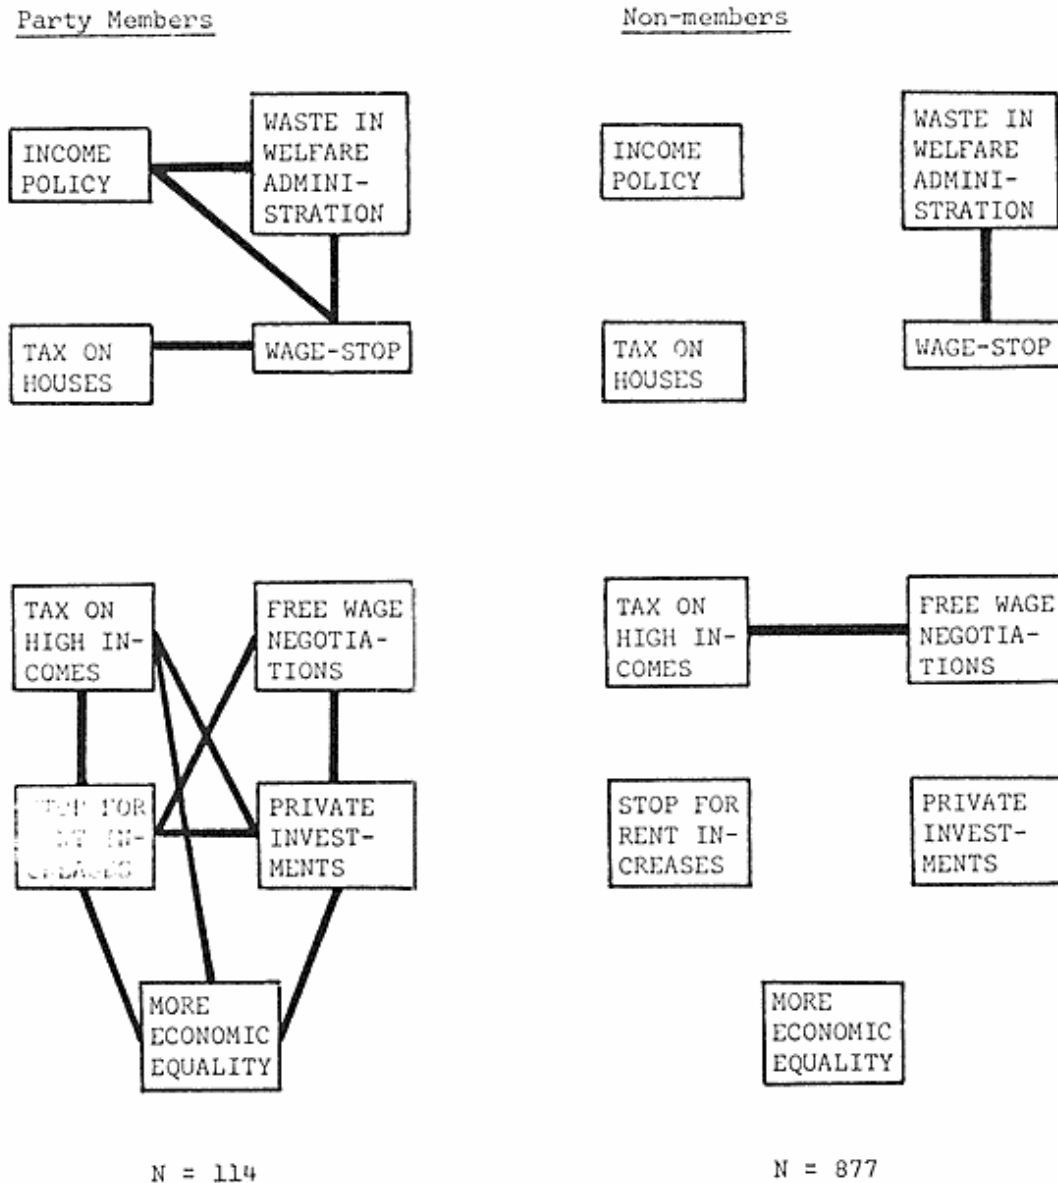 Party Members
Non-members
INCOME
POLICY
WASTE IN
WELFARE
ADMINI-
STRATION
TAX ON
HOUSES
WAGE-STOP
INCOME
POLICY
WASTE IN
WELFARE
ADMINI-
STRATION
TAX ON
HOUSES
WAGE-STOP
TAX ON
HIGH IN-
COMES
FREE WAGE
NEGOTIA-
TIONS
STOP FOR
IN-
CREASES
PRIVATE
INVEST-
MENTS
MORE
ECONOMIC
EQUALITY
TAX ON
HIGH IN-
COMES
FREE WAGE
NEGOTIA-
TIONS
STOP FOR
RENT IN-
CREASES
PRIVATE
INVEST-
MENTS
MORE
ECONOMIC
EQUALITY
N = 114
N = 877